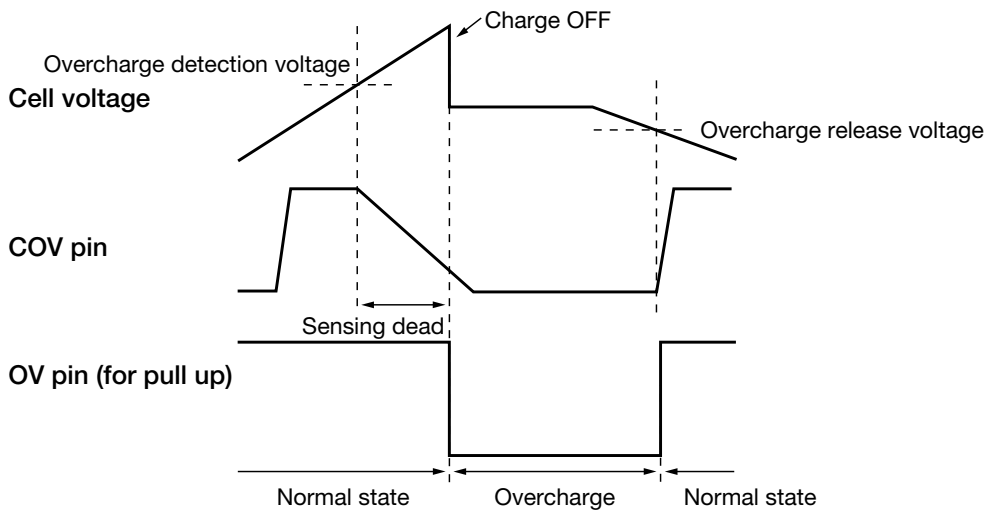 Charge OFF
Overcharge detection voltage
Cell voltage
Overcharge release voltage
COV pin
Sensing dead
OV pin (for pull up)
Normal state
Overcharge
Normal state